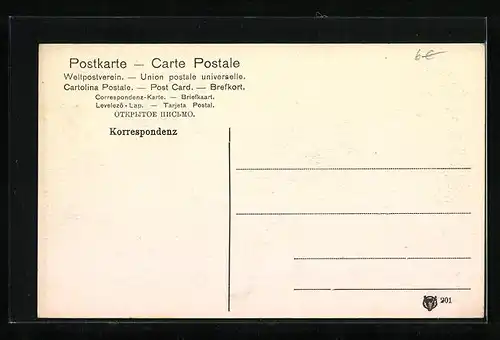 6€
Postkarte — Carte Postale
Weltpostverein. — Union postale universelle.
Cartolina Postale. — Post Card. — Brefkort.
Correspondenz-Karte. — Briefkaart.
Levelező-Lap. — Tarjeta Postal.
ОТКРЫТОЕ ПИСЬМО.
Korrespondenz
201